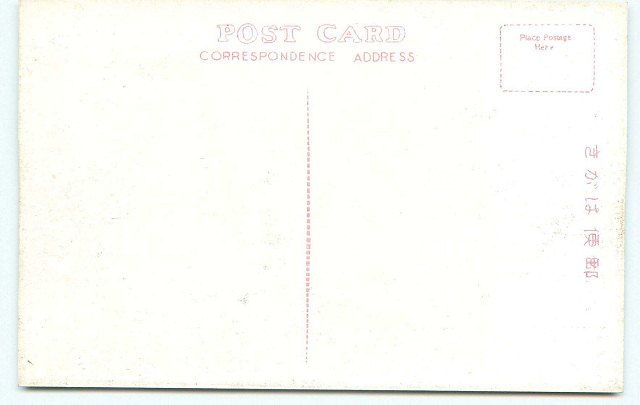 POST CARD
CORRESPONDENCE ADDRESS
Place Postage
Here
郵便はがき